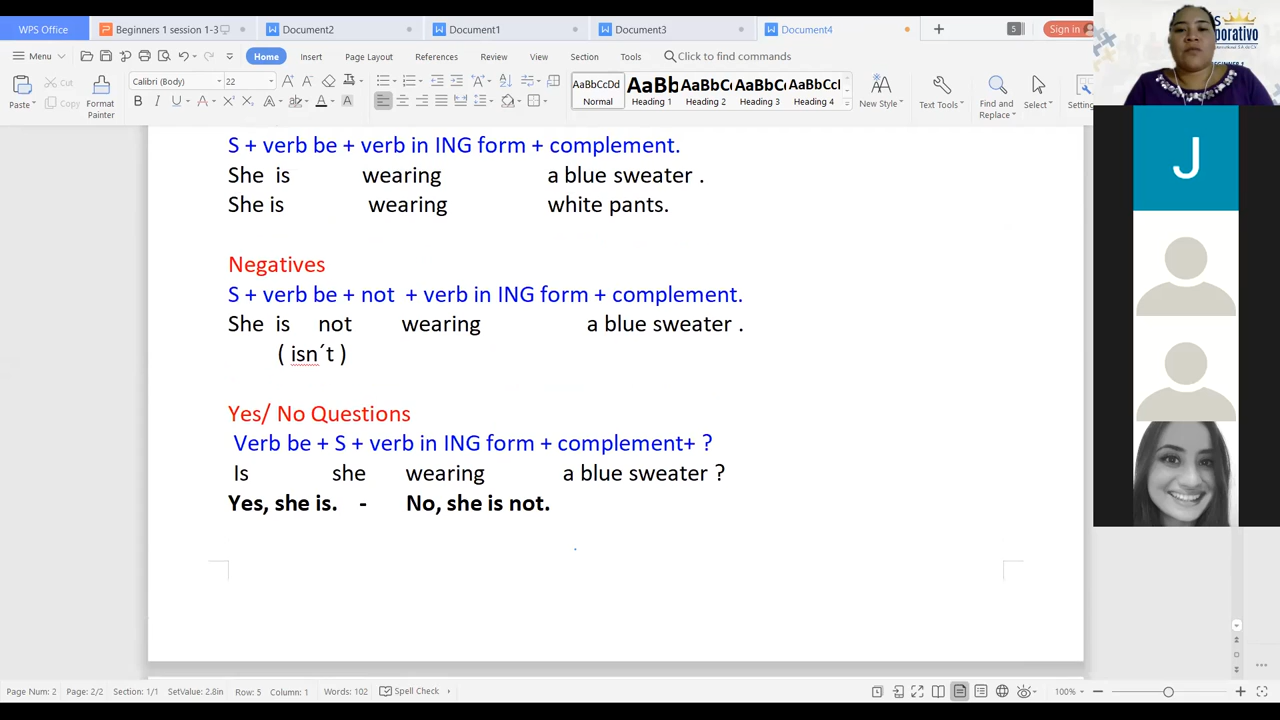 WPS Office
Beginners 1 session 1-3
Document2
Document1
Document3
Document4
S
Sign in
Menu
Home
Insert
Page Layout
References
Review
View
Section
Tools
Click to find commands
Paste
Cut
Copy
Format
Painter
Calibri (Body)
22
AaBbCcDd
Normal
AaBb
Heading 1
AaBbC
Heading 2
AaBbC
Heading 3
AaBbC
Heading 4
New Style
Text Tools
Find and
Replace
Select
S + verb be + verb in ING form + complement.
She is wearing a blue sweater .
She is wearing white pants.
Negatives
S + verb be + not + verb in ING form + complement.
She is not wearing a blue sweater .
( isn´t )
Yes/ No Questions
Verb be + S + verb in ING form + complement+ ?
Is she wearing a blue sweater ?
Yes, she is. - No, she is not.
J
Page Num: 2
Page: 2/2
Section: 1/1
SetValue: 2.8in
Row: 5
Column: 1
Words: 102
Spell Check
100%